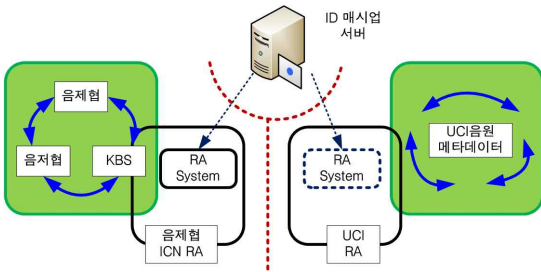 ID 매시업
서버
음제협
음저협
KBS
RA
System
음제협
ICN RA
RA
System
UCI
RA
UCI음원
메타데이터